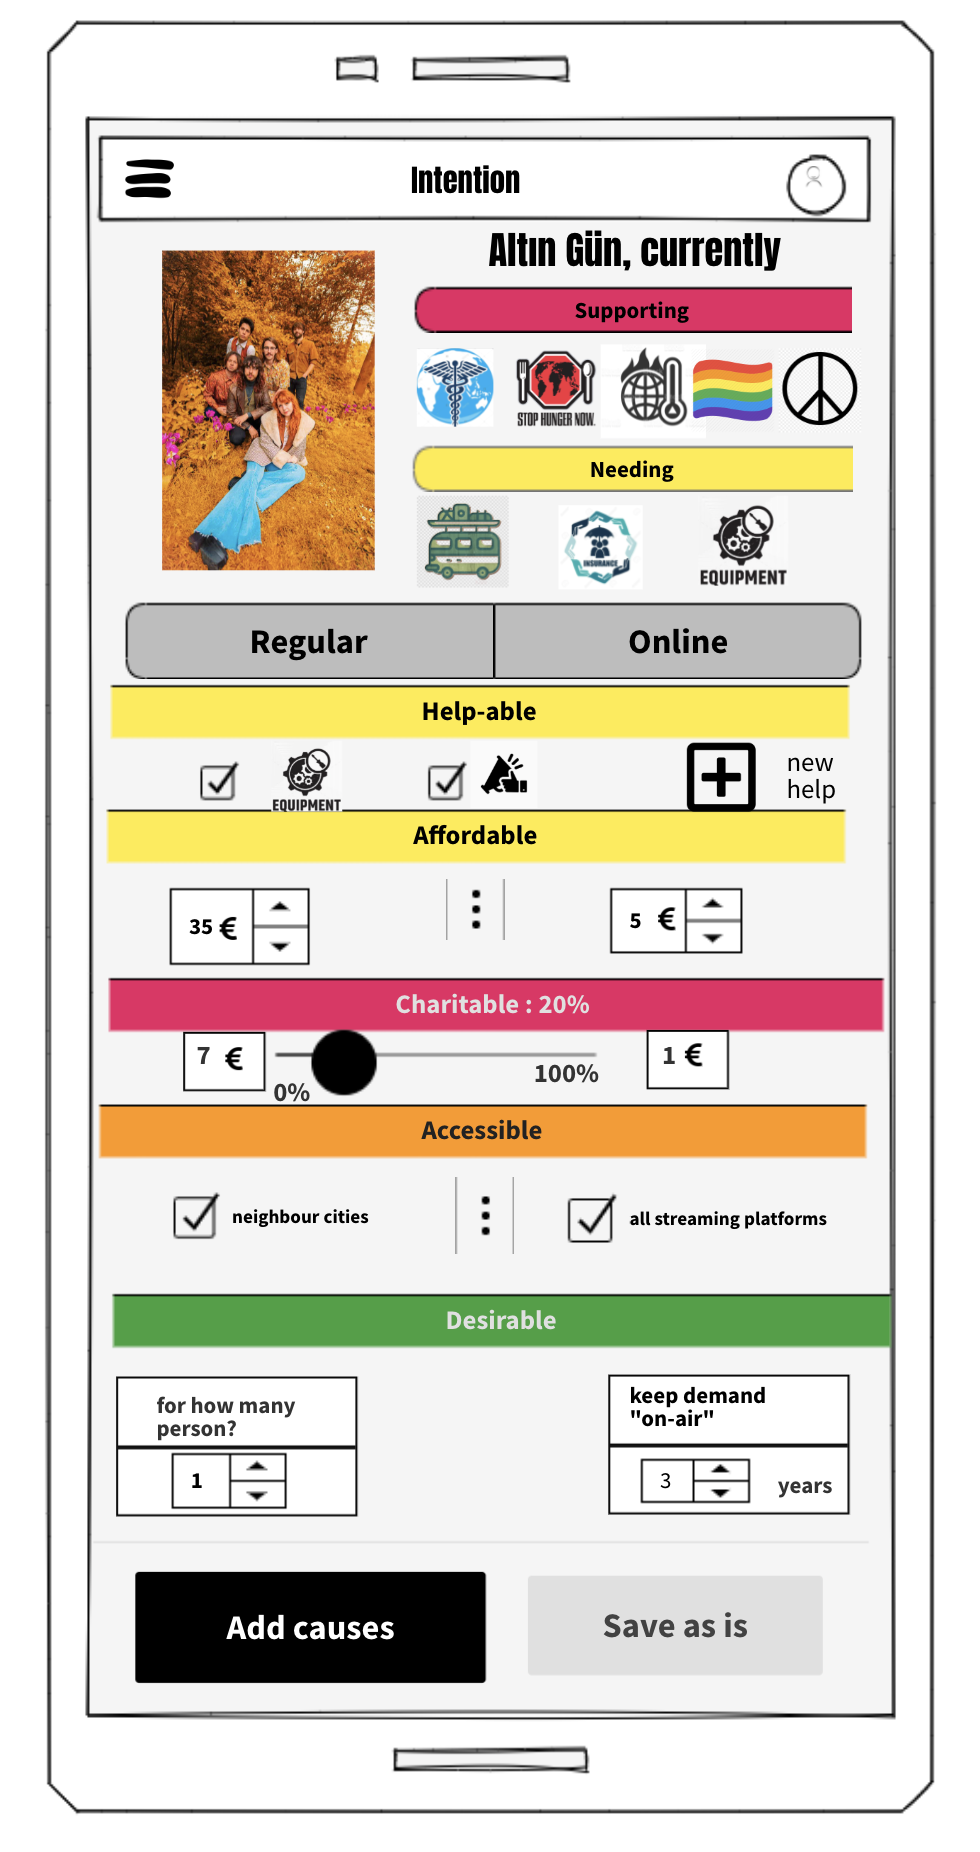 Intention
Altın Gün, currently
Supporting
STOP HUNGER NOW.
Needing
INSURANCE
EQUIPMENT
Regular
Online
Help-able
EQUIPMENT
new
help
Affordable
35 €
5 €
Charitable : 20%
7 €
0%
100%
1 €
Accessible
neighbour cities
all streaming platforms
Desirable
for how many
person?
1
keep demand
"on-air"
3
years
Add causes
Save as is